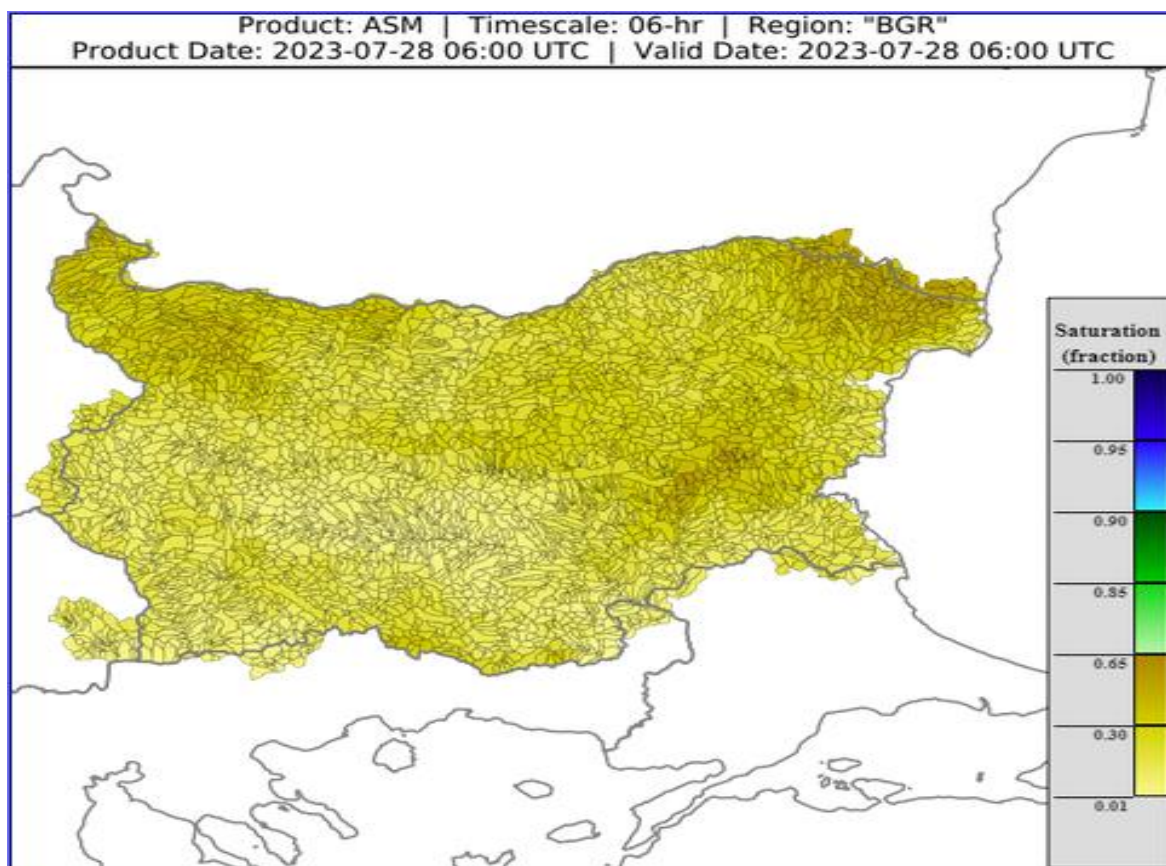 Product: ASM | Timescale: 06-hr | Region: "BGR"
Product Date: 2023-07-28 06:00 UTC | Valid Date: 2023-07-28 06:00 UTC
Saturation
(fraction)
1.00
0.95
0.90
0.85
0.65
0.30
0.01